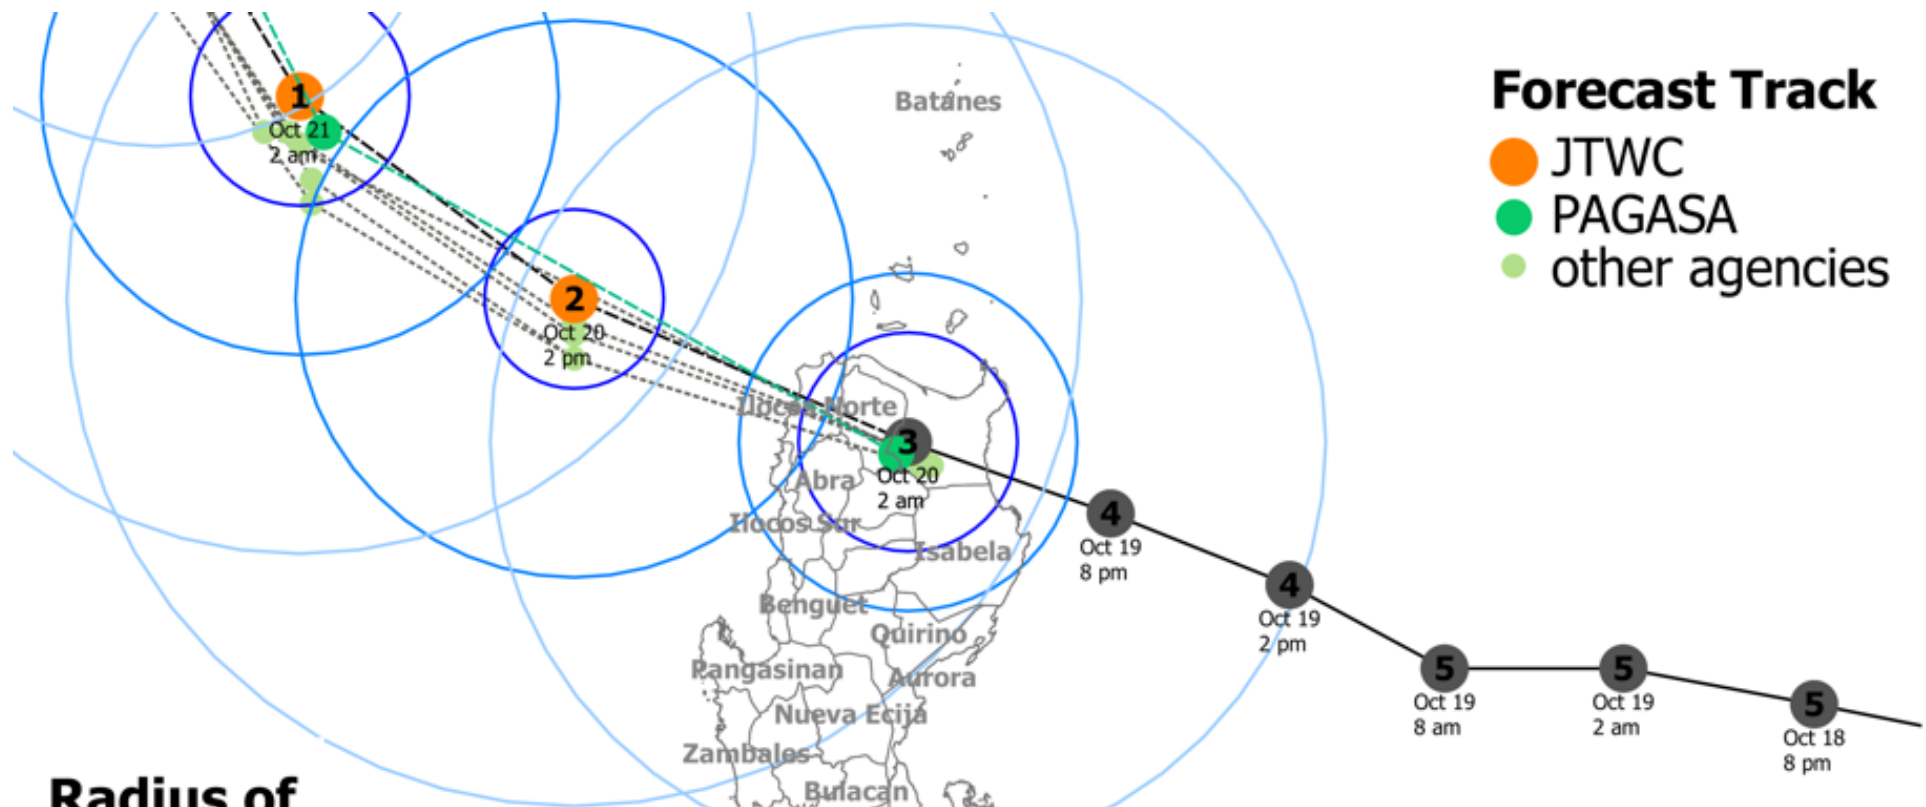 Batanes
Forecast Track
JTWC
PAGASA
other agencies
1
Oct 21
2 am
2
Oct 20
2 pm
Ilocos Norte
3
Oct 20
2 am
Abra
Ilocos Sur
Isabela
4
Oct 19
8 pm
4
Oct 19
2 pm
Benguet
Quirino
Pangasinan
Aurora
5
Oct 19
8 am
5
Oct 19
2 am
5
Oct 18
8 pm
Nueva Ecija
Zambales
Bulacan
Radius of